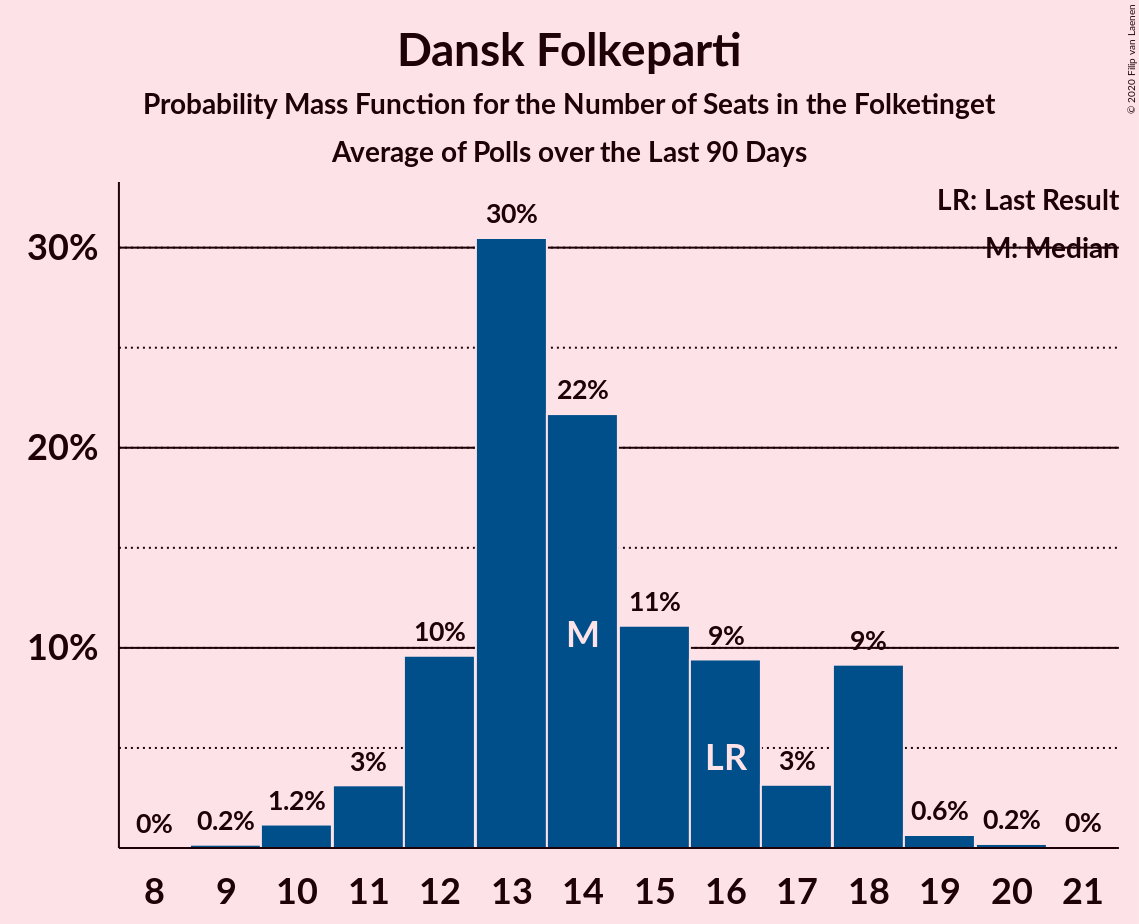 Dansk Folkeparti
Probability Mass Function for the Number of Seats in the Folketinget
Average of Polls over the Last 90 Days
© 2020 Filip van Laenen
LR: Last Result
M: Median
30%
20%
10%
0%
0.2%
1.2%
3%
10%
30%
22%
11%
9%
3%
9%
0.6%
0.2%
0%
M
LR
8 9 10 11 12 13 14 15 16 17 18 19 20 21